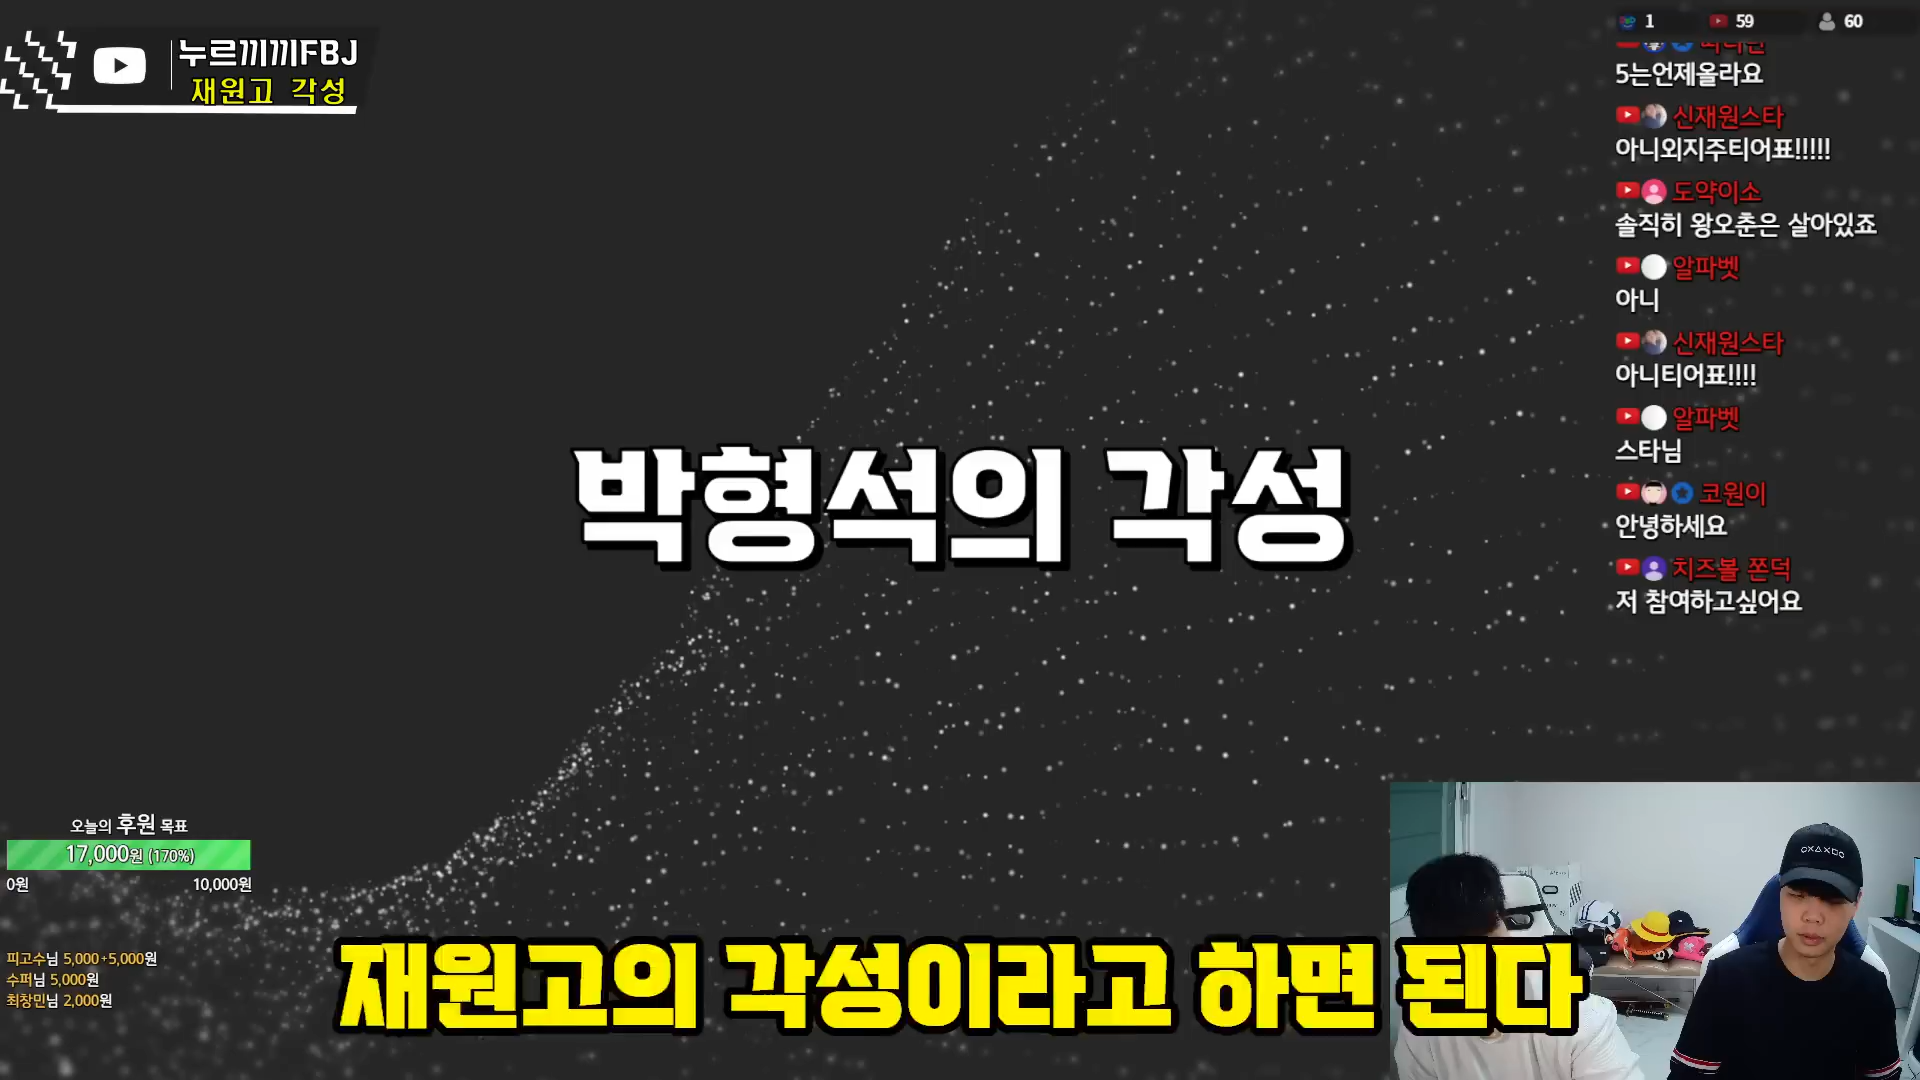 누르끼끼FBJ
재원고 각성
1
59
60
5는언제올라요
신재원스타
아니외지주티어표!!!!!
도약이소
솔직히 왕오춘은 살아있죠
알파벳
아니
신재원스타
아니티어표!!!!
알파벳
스타님
코원이
안녕하세요
치즈볼 쫀덕
저 참여하고싶어요
박형석의 각성
오늘의 후원 목표
17,000원 (170%)
0원
10,000원
피고수님 5,000+5,000원
수퍼님 5,000원
최창민님 2,000원
재원고의 각성이라고 하면 된다